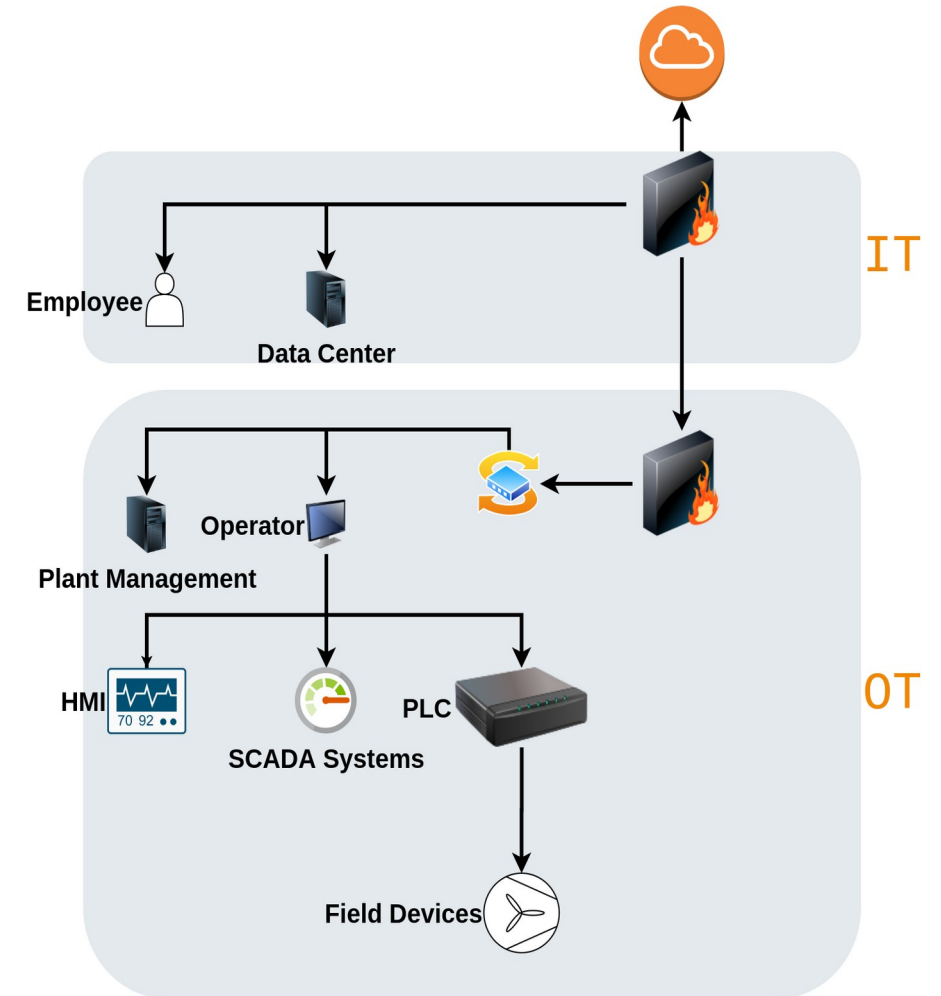 IT
Employee
Data Center
Operator
Plant Management
HMI
70 92
PLC
OT
SCADA Systems
Field Devices